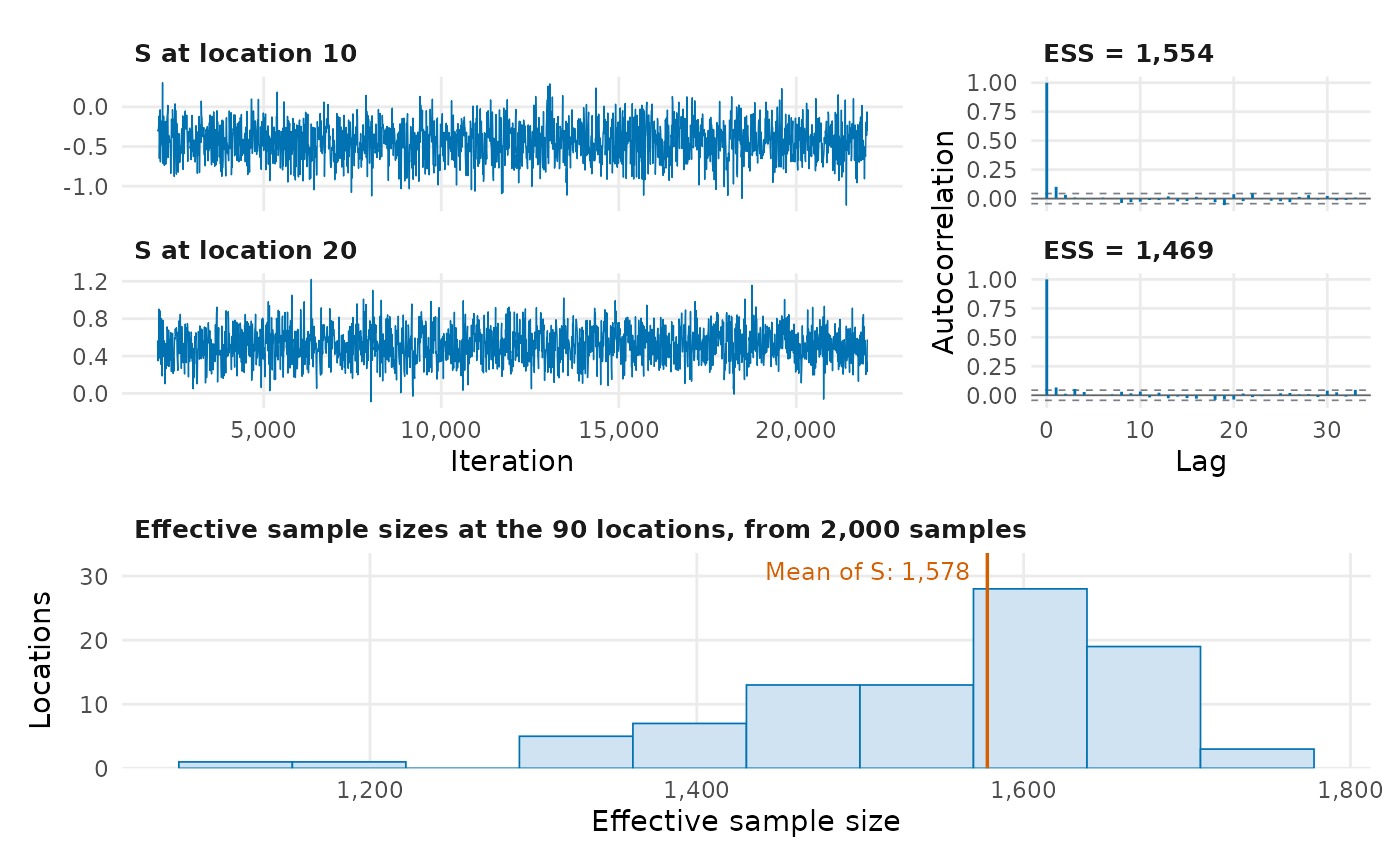 S at location 10
0.0
-0.5
-1.0
S at location 20
1.2
0.8
0.4
0.0
5,000 10,000 15,000 20,000
Iteration
ESS = 1,554
1.00
0.75
0.50
0.25
0.00
ESS = 1,469
1.00
0.75
0.50
0.25
0.00
0 10 20 30
Lag
Autocorrelation
Effective sample sizes at the 90 locations, from 2,000 samples
Mean of S: 1,578
30
20
10
0
Locations
1,200 1,400 1,600 1,800
Effective sample size